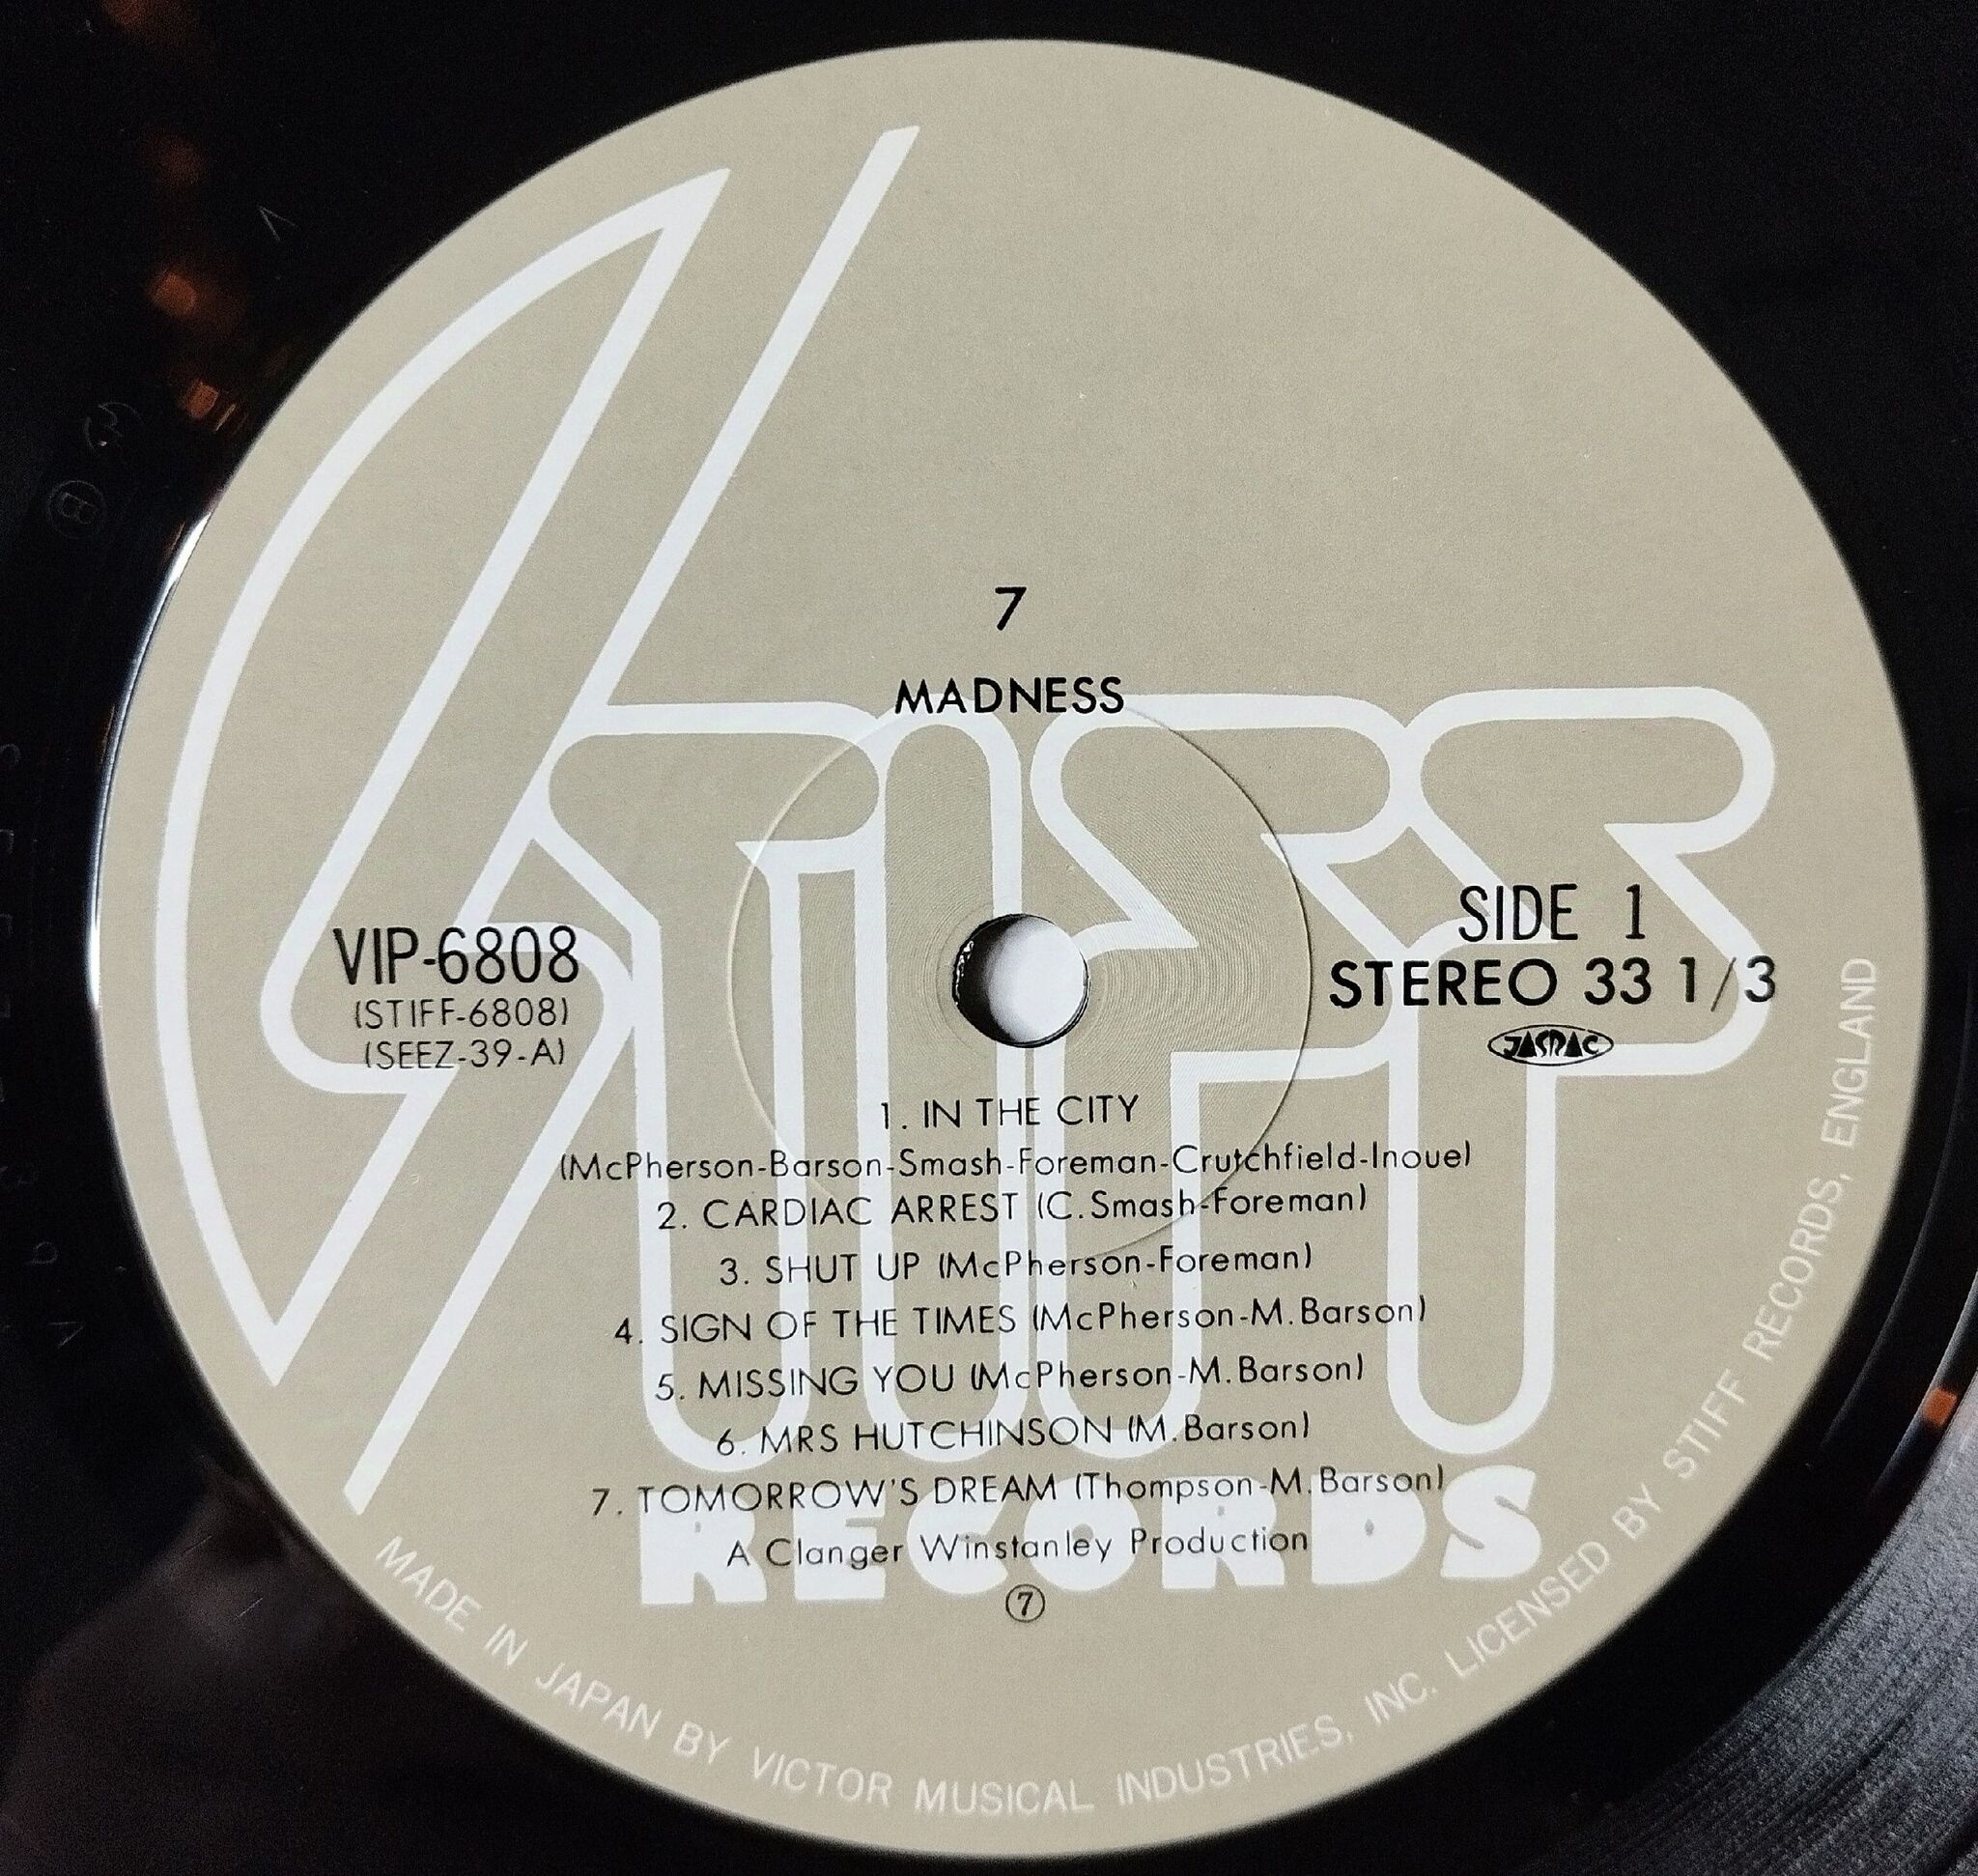 7
MADNESS
VIP-6808
(STIFF-6808)
(SEEZ-39-A)
SIDE 1
STEREO 33 1/3
JASRAC
1. IN THE CITY
(McPherson-Barson-Smash-Foreman-Crutchfield-Inoue)
2. CARDIAC ARREST (C.Smash-Foreman)
3. SHUT UP (McPherson-Foreman)
4. SIGN OF THE TIMES (McPherson-M.Barson)
5. MISSING YOU (McPherson-M.Barson)
6. MRS HUTCHINSON (M.Barson)
7. TOMORROW'S DREAM (Thompson-M.Barson)
A Clanger Winstanley Production
⑦
STIFF
RECORDS
MADE IN JAPAN BY VICTOR MUSICAL INDUSTRIES, INC. LICENSED BY STIFF RECORDS, ENGLAND